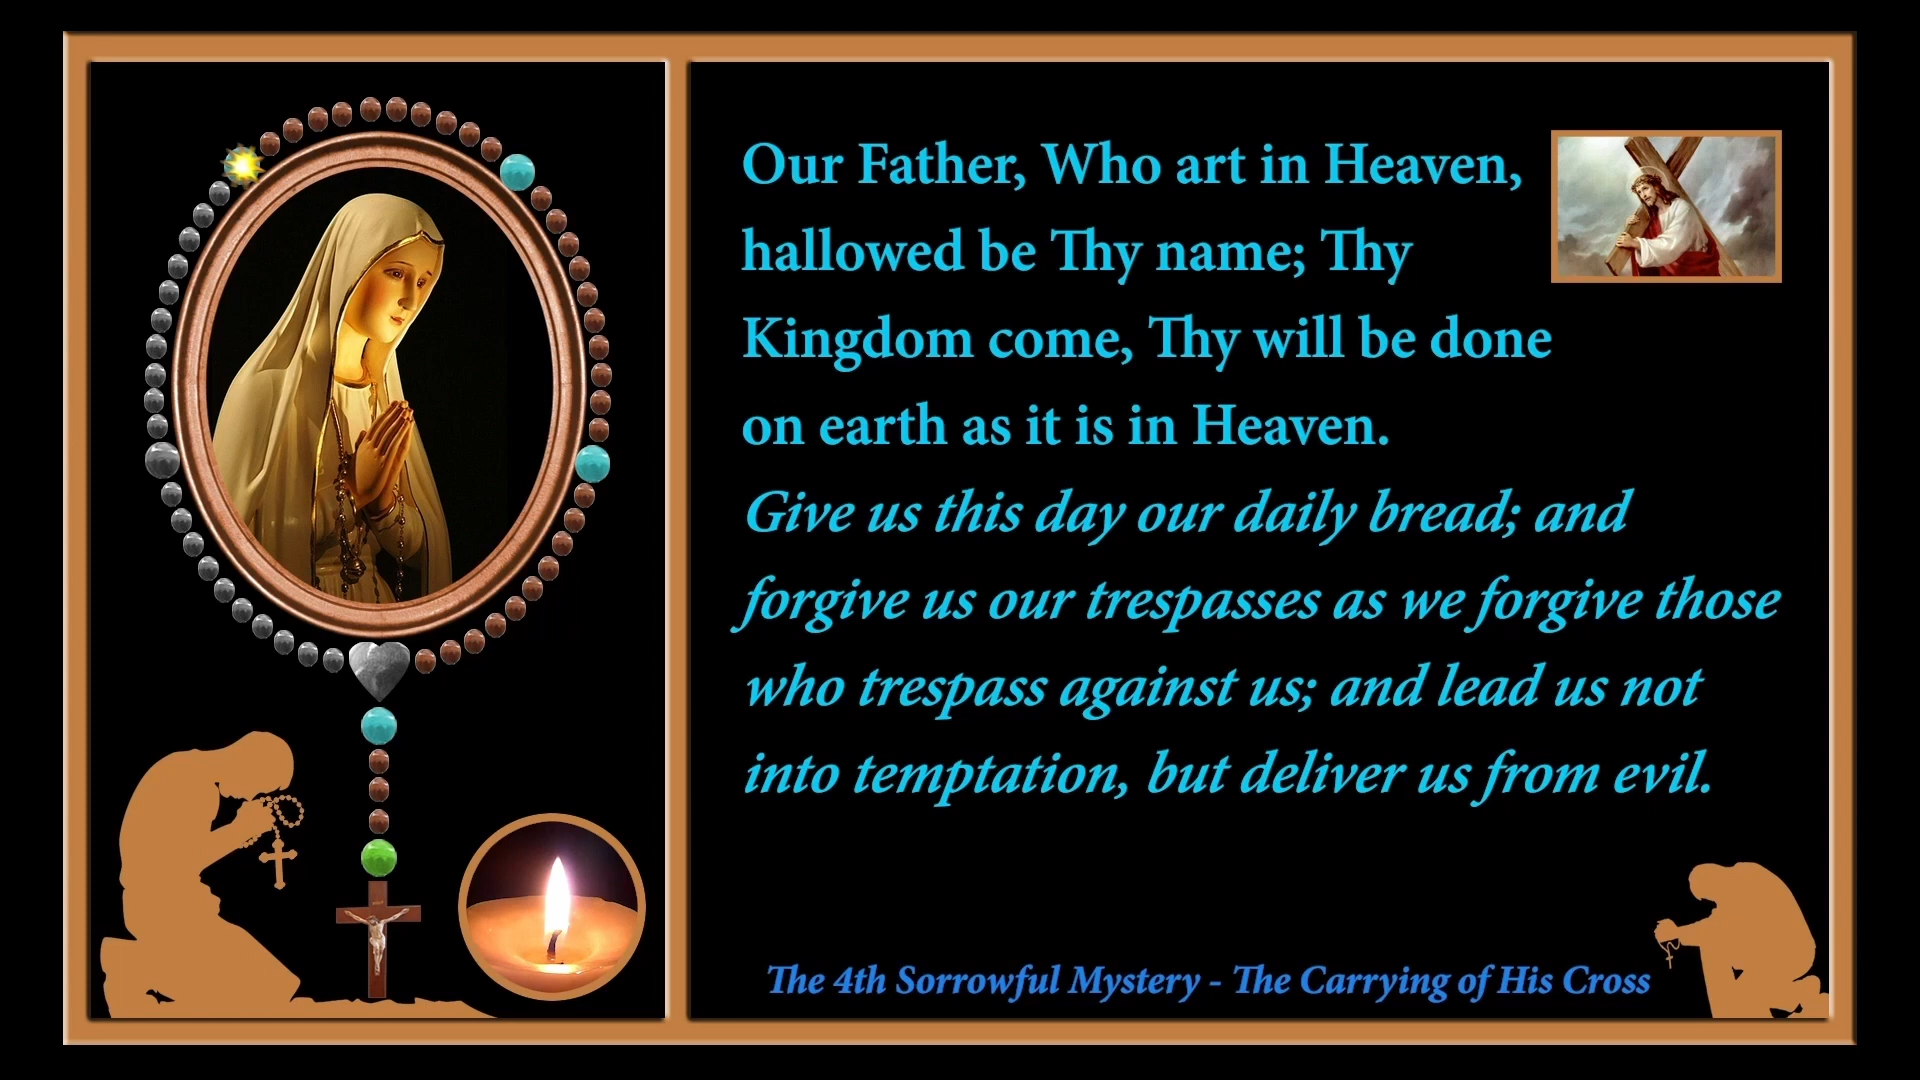 Our Father, Who art in Heaven,
hallowed be Thy name; Thy
Kingdom come, Thy will be done
on earth as it is in Heaven.
Give us this day our daily bread; and
forgive us our trespasses as we forgive those
who trespass against us; and lead us not
into temptation, but deliver us from evil.
The 4th Sorrowful Mystery - The Carrying of His Cross